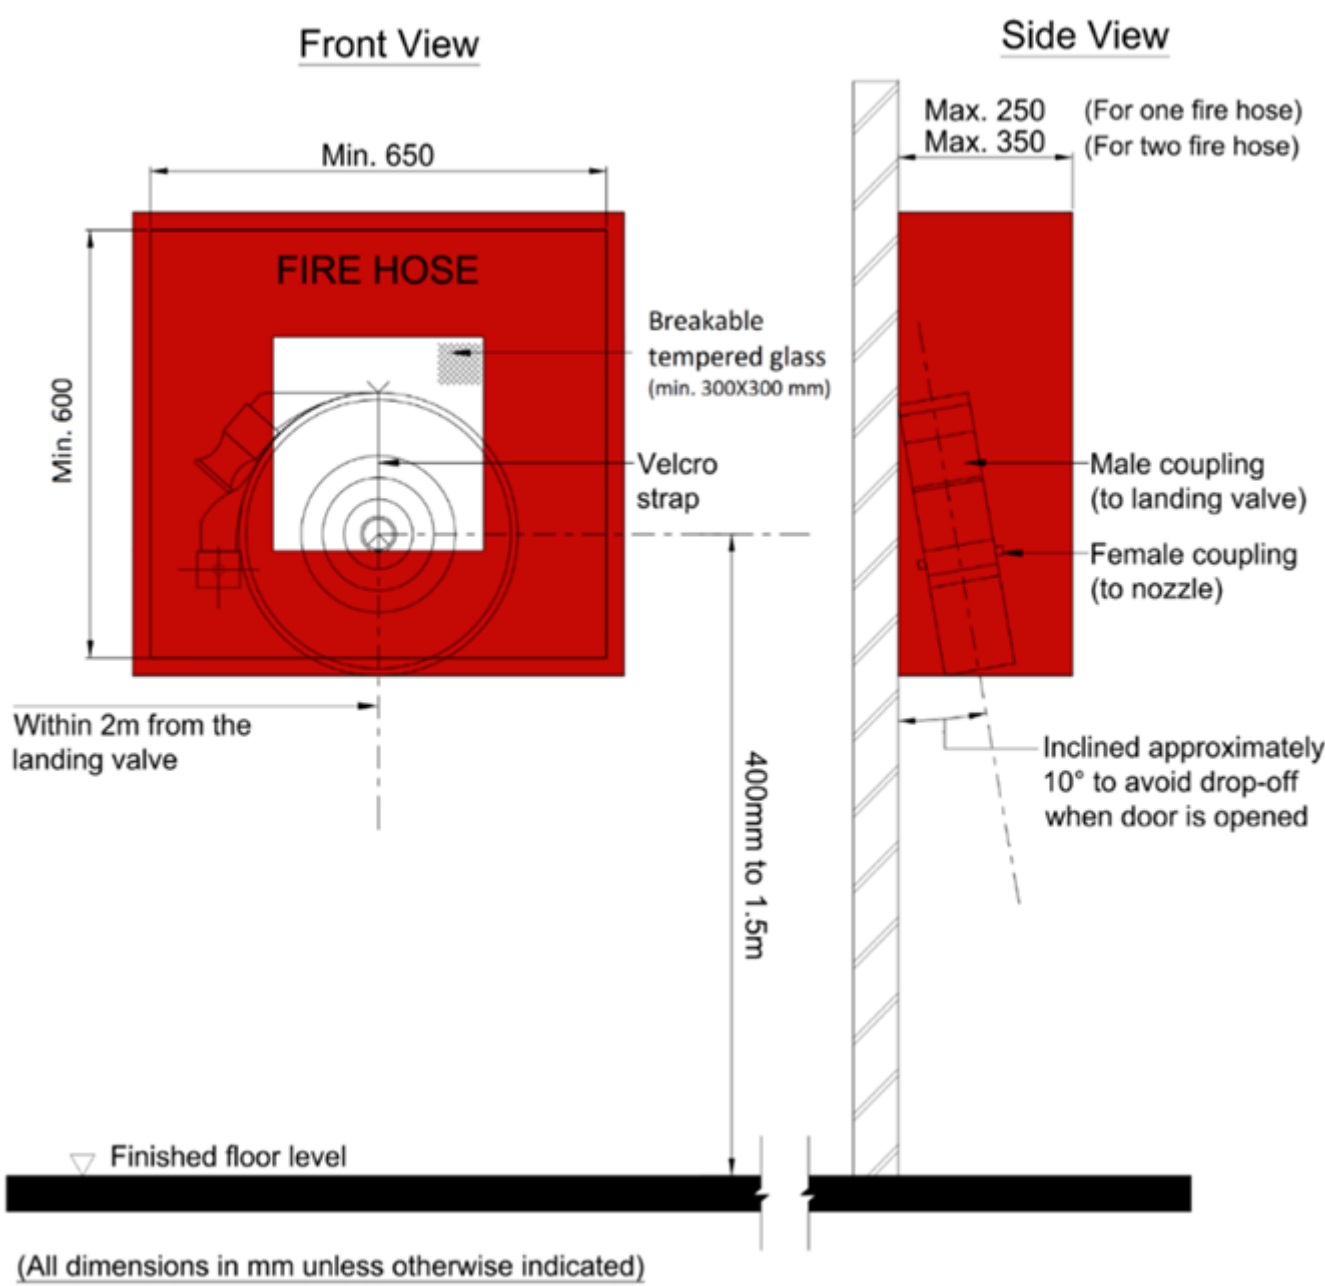 Front View
Side View
Max. 250 (For one fire hose)
Max. 350 (For two fire hose)
Min. 650
FIRE HOSE
Min. 600
Breakable
tempered glass
(min. 300X300 mm)
Velcro
strap
Male coupling
(to landing valve)
Female coupling
(to nozzle)
Within 2m from the
landing valve
400mm to 1.5m
Inclined approximately
10° to avoid drop-off
when door is opened
Finished floor level
(All dimensions in mm unless otherwise indicated)